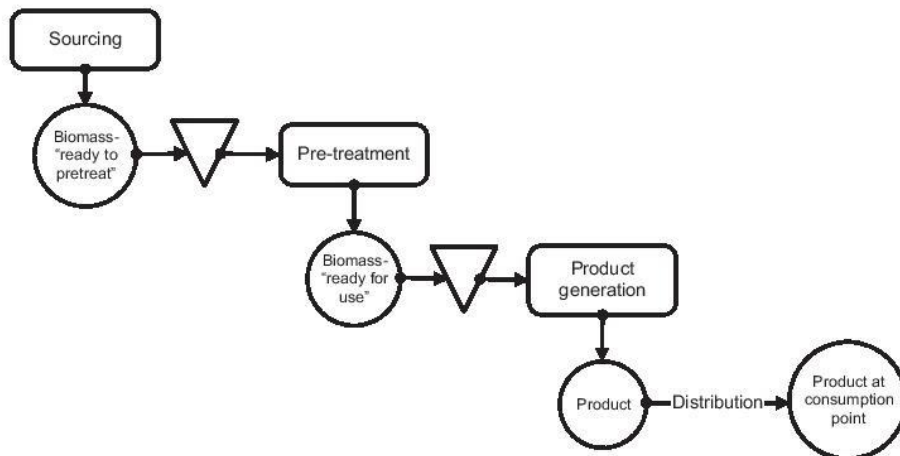 Sourcing
Biomass-
“ready to
pretreat”
Pre-treatment
Biomass-
“ready for
use”
Product
generation
Product
Distribution
Product at
consumption
point